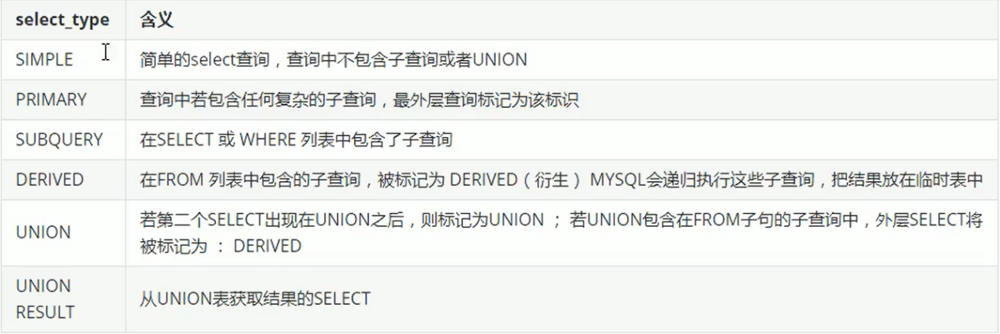 select_type 含义
SIMPLE 简单的select查询，查询中不包含子查询或者UNION
PRIMARY 查询中若包含任何复杂的子查询，最外层查询标记为该标识
SUBQUERY 在SELECT 或 WHERE 列表中包含了子查询
DERIVED 在FROM 列表中包含的子查询，被标记为 DERIVED（衍生） MYSQL会递归执行这些子查询，把结果放在临时表中
UNION 若第二个SELECT出现在UNION之后，则标记为UNION ； 若UNION包含在FROM子句的子查询中，外层SELECT将
被标记为 ： DERIVED
UNION
RESULT 从UNION表获取结果的SELECT